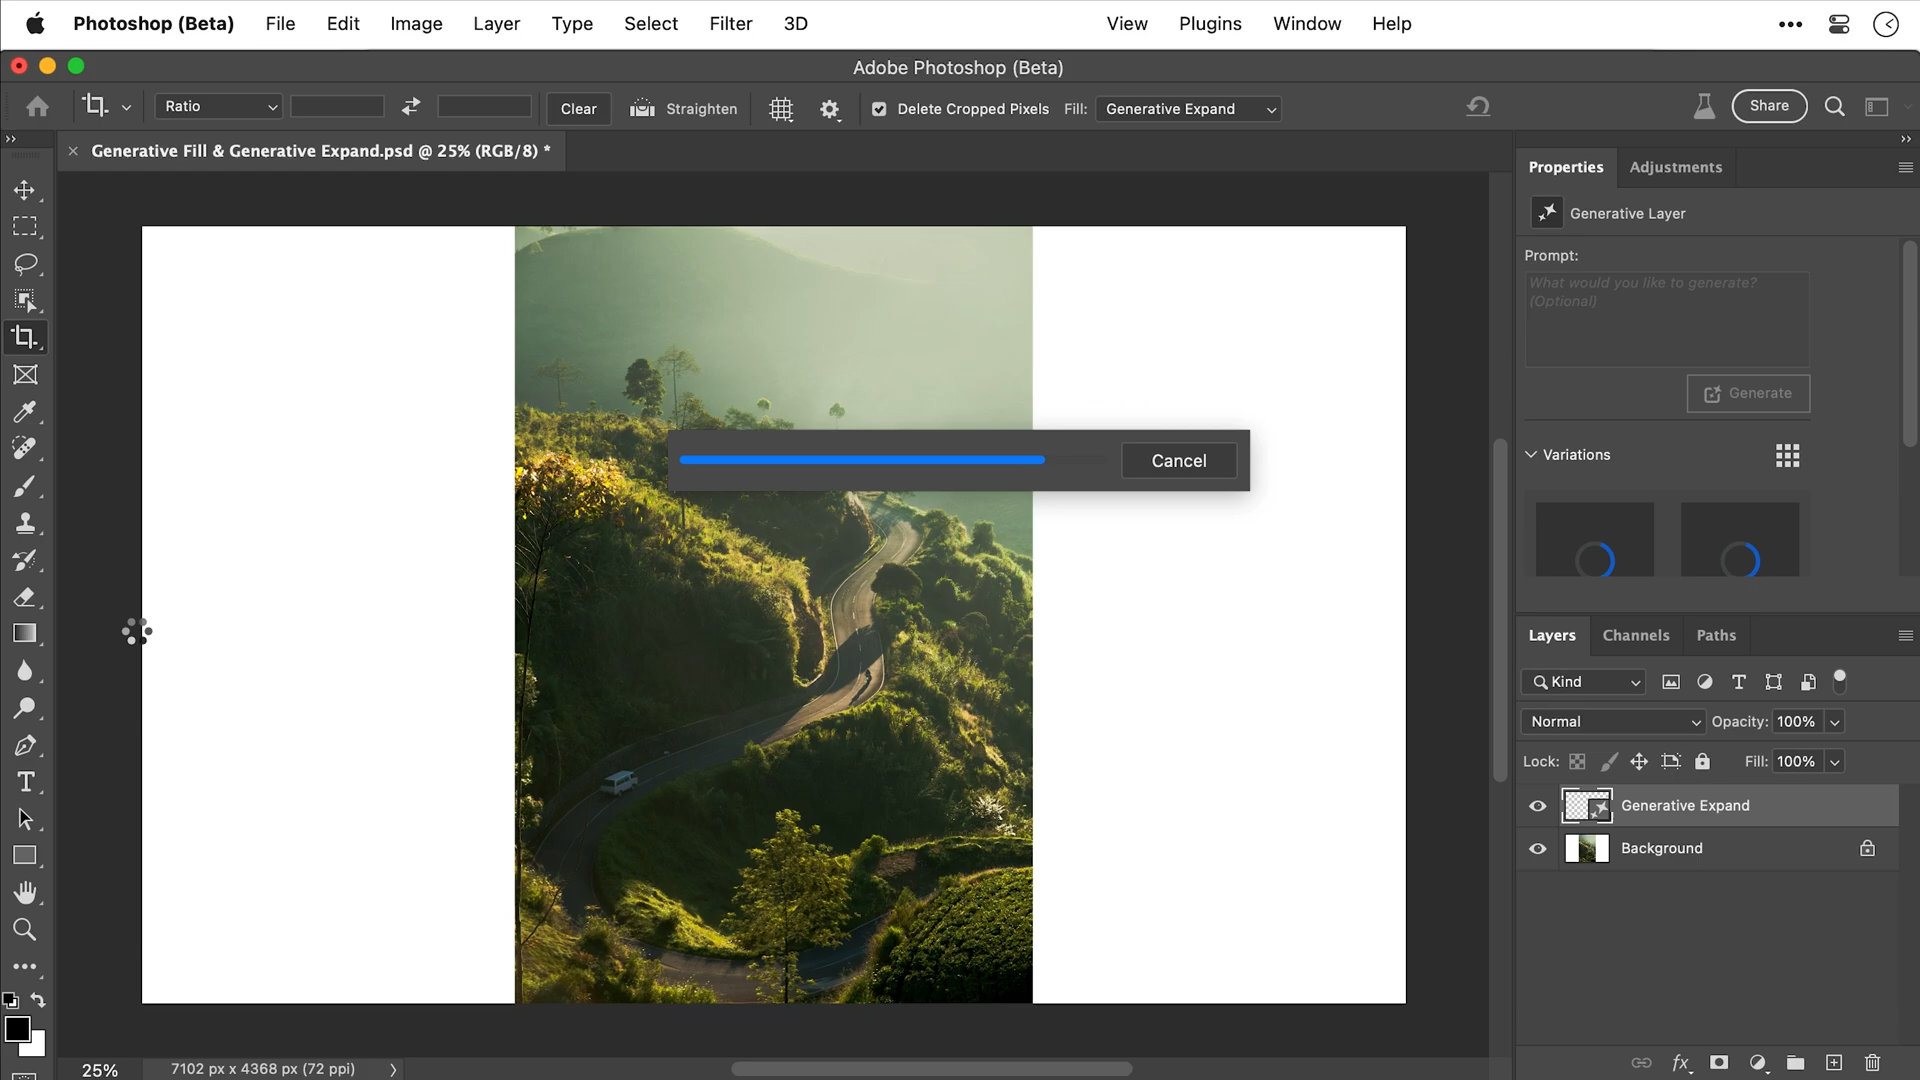 Photoshop (Beta) File Edit Image Layer Type Select Filter 3D View Plugins Window Help
Adobe Photoshop (Beta)
Ratio Clear Straighten Delete Cropped Pixels Fill: Generative Expand Share
Generative Fill & Generative Expand.psd @ 25% (RGB/8) *
Properties Adjustments
Generative Layer
Prompt:
What would you like to generate?
(Optional)
Generate
Variations
Cancel
Layers Channels Paths
Kind
Normal Opacity: 100%
Lock: Fill: 100%
Generative Expand
Background
25% 7102 px x 4368 px (72 ppi)
fx